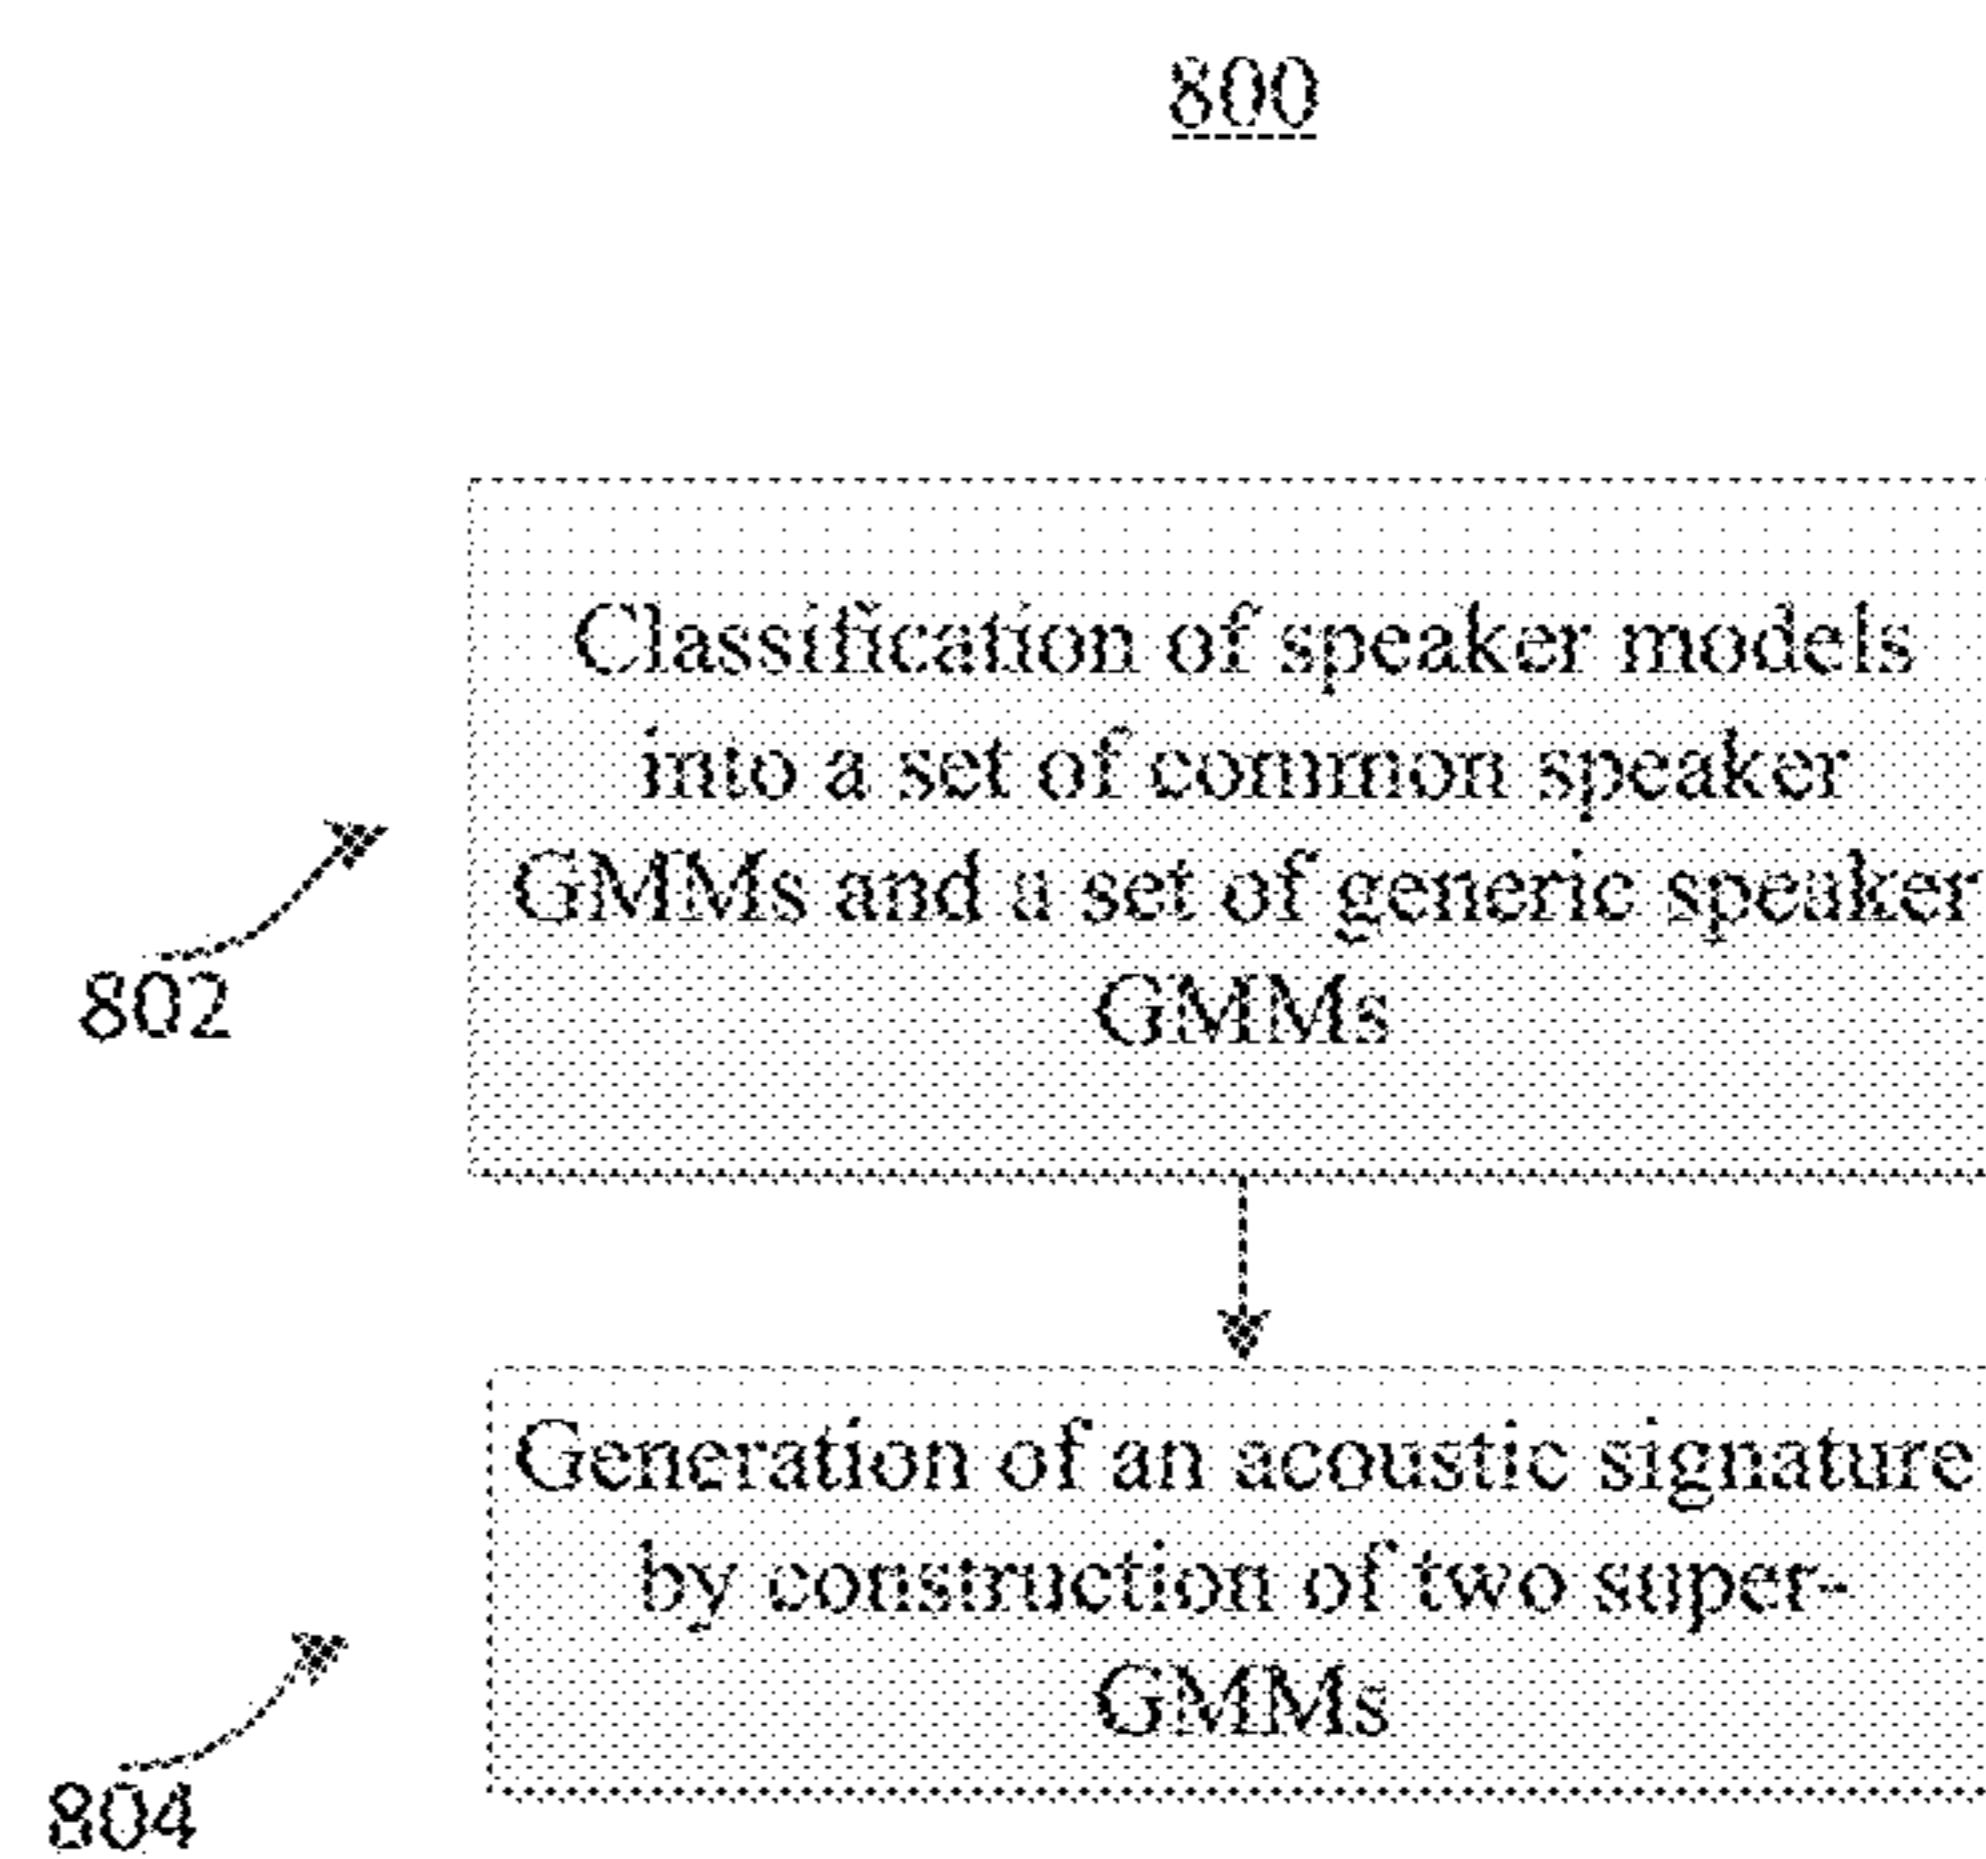 800
Classification of speaker models
into a set of common speaker
GMMs and a set of generic speaker
GMMs
802
Generation of an acoustic signature
by construction of two super-
GMMs
804